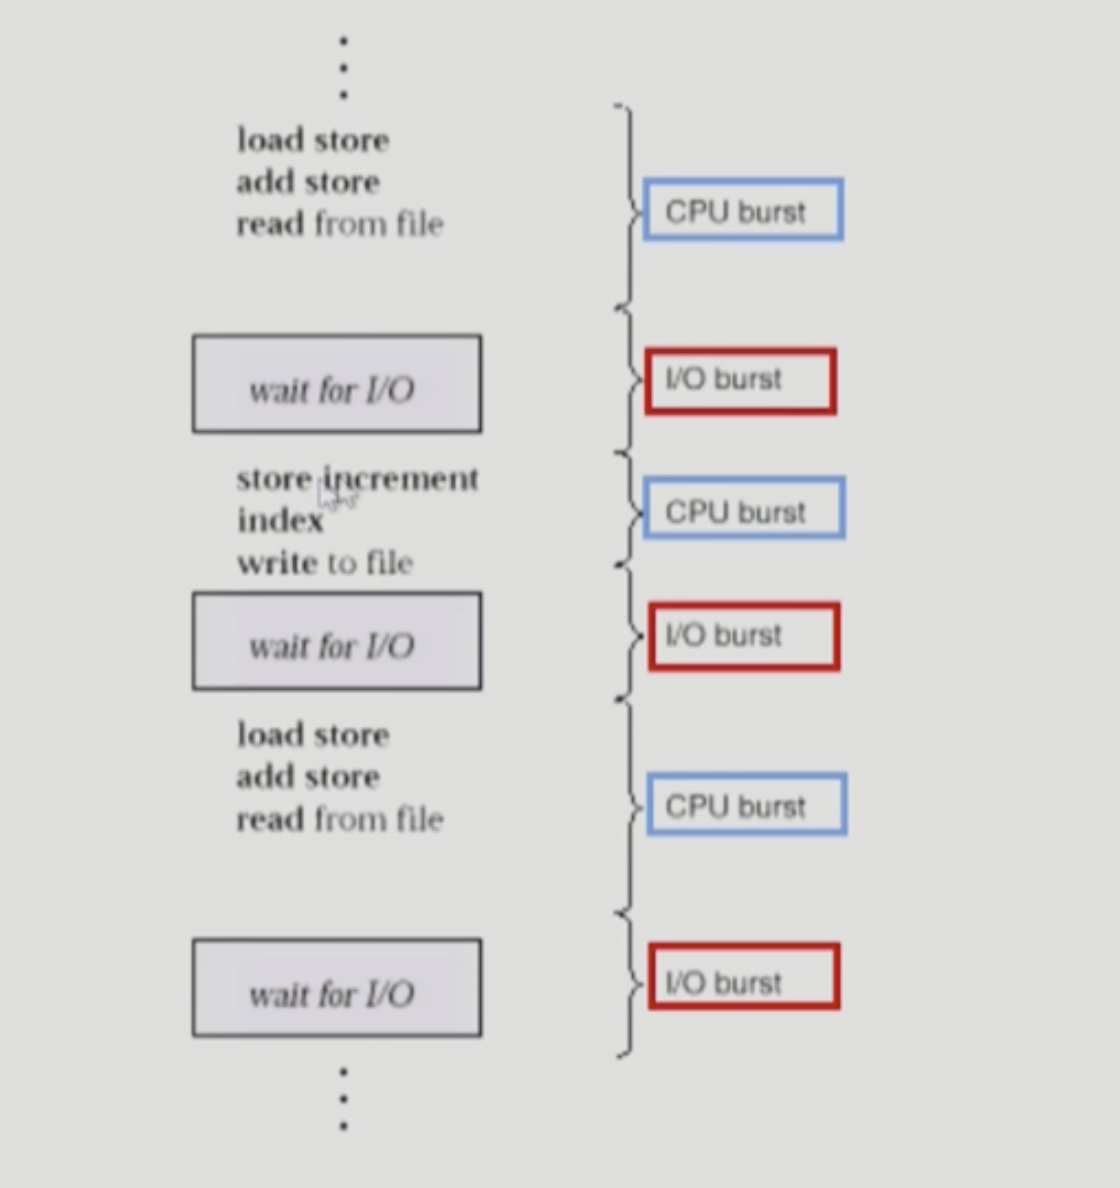 load store
add store
read from file
CPU burst
wait for I/O
I/O burst
store increment
index
write to file
CPU burst
wait for I/O
I/O burst
load store
add store
read from file
CPU burst
wait for I/O
I/O burst